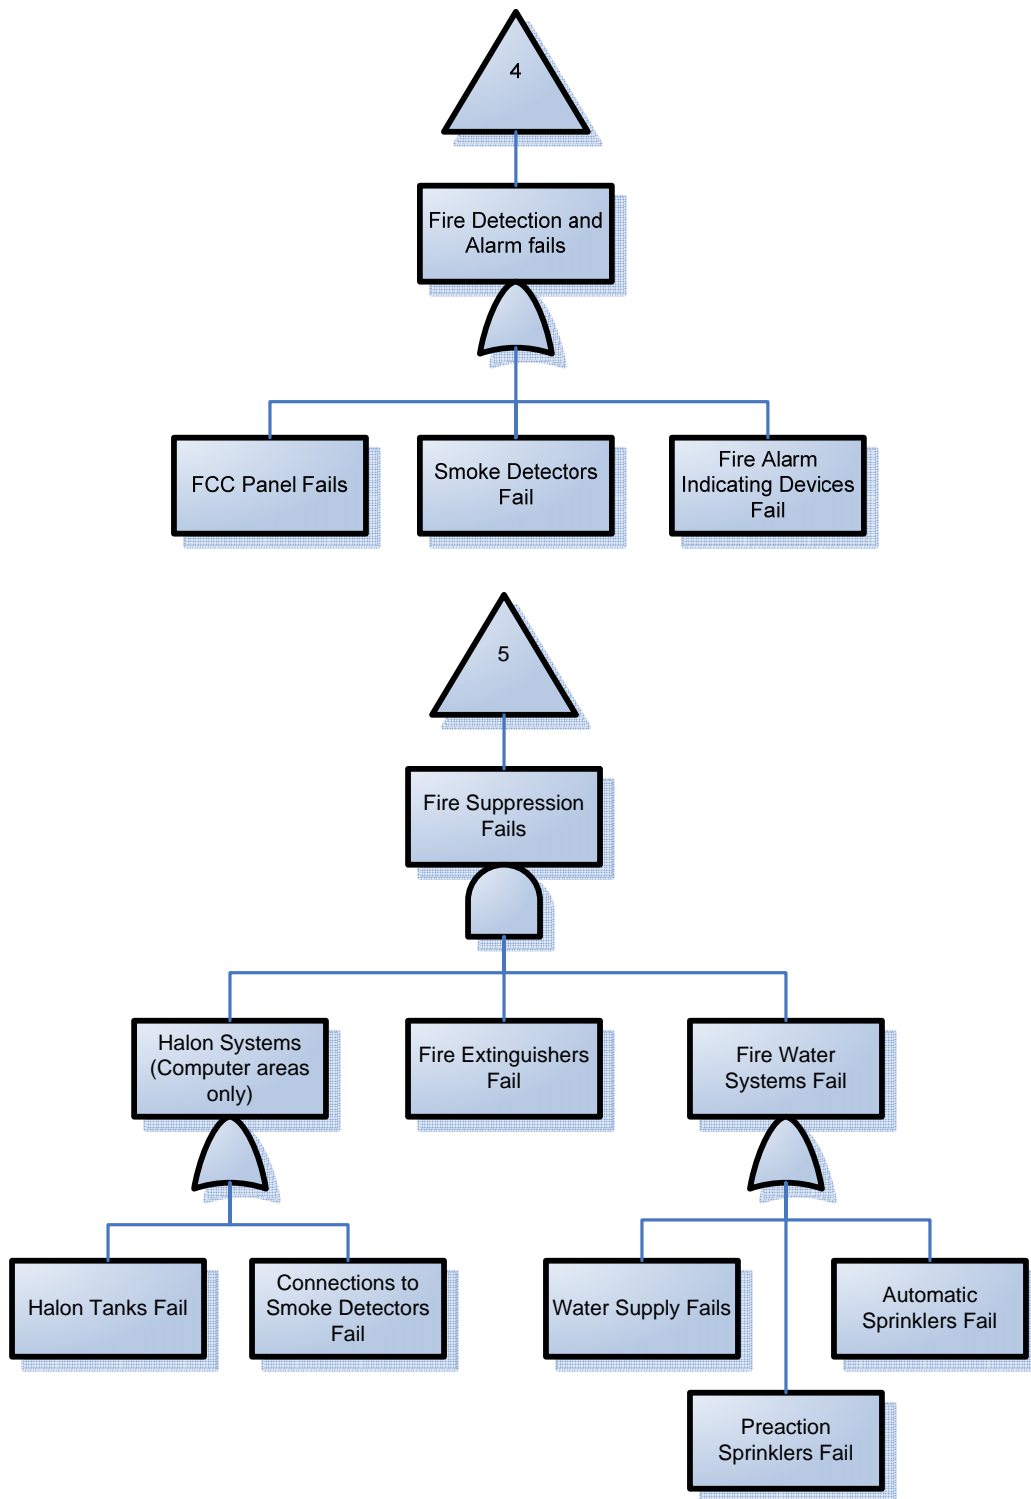 4
Fire Detection and
Alarm fails
FCC Panel Fails
Smoke Detectors
Fail
Fire Alarm
Indicating Devices
Fail
5
Fire Suppression
Fails
Halon Systems
(Computer areas
only)
Fire Extinguishers
Fail
Fire Water
Systems Fail
Halon Tanks Fail
Connections to
Smoke Detectors
Fail
Water Supply Fails
Automatic
Sprinklers Fail
Preaction
Sprinklers Fail